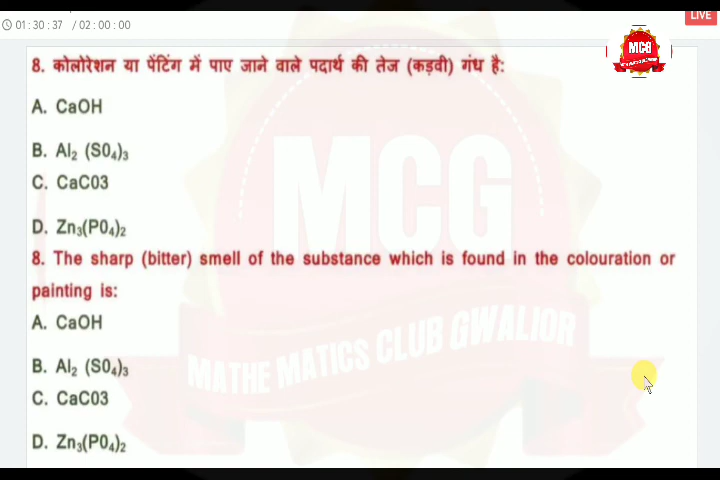 01:30:37 / 02:00:00
LIVE
MCG
8. कोलोरेशन या पेंटिंग में पाए जाने वाले पदार्थ की तेज (कड़वी) गंध है:
A. CaOH
B. Al₂ (S0₄)₃
C. CaC03
D. Zn₃(P0₄)₂
8. The sharp (bitter) smell of the substance which is found in the colouration or
painting is:
A. CaOH
B. Al₂ (S0₄)₃
C. CaC03
D. Zn₃(P0₄)₂
MCG
MATHE MATICS CLUB GWALIOR